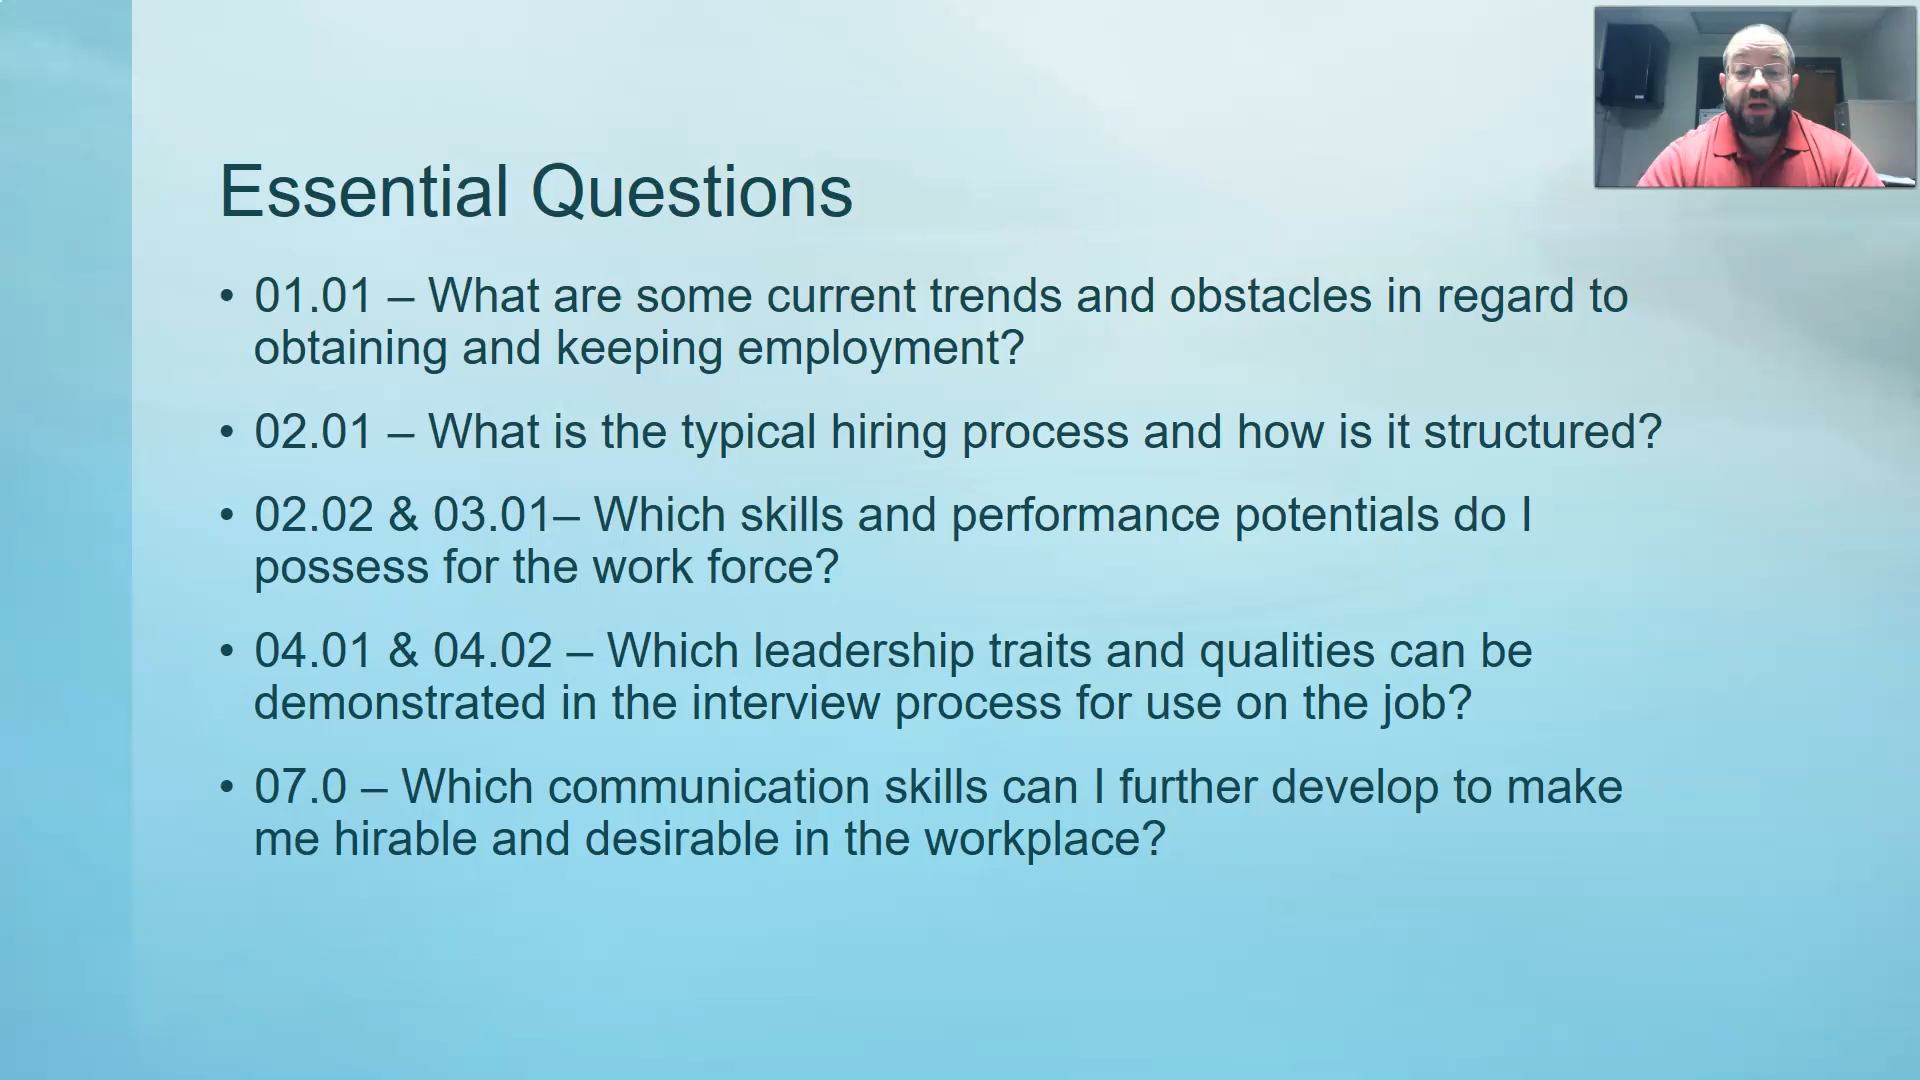 Essential Questions
• 01.01 – What are some current trends and obstacles in regard to
obtaining and keeping employment?
• 02.01 – What is the typical hiring process and how is it structured?
• 02.02 & 03.01– Which skills and performance potentials do I
possess for the work force?
• 04.01 & 04.02 – Which leadership traits and qualities can be
demonstrated in the interview process for use on the job?
• 07.0 – Which communication skills can I further develop to make
me hirable and desirable in the workplace?